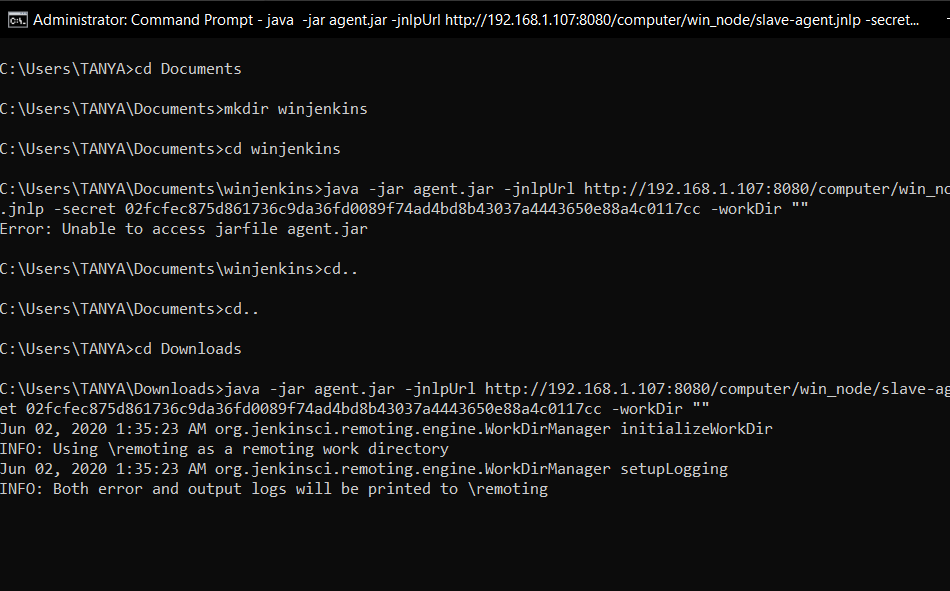 Administrator: Command Prompt - java -jar agent.jar -jnlpUrl http://192.168.1.107:8080/computer/win_node/slave-agent.jnlp -secret...
C:\Users\TANYA>cd Documents
C:\Users\TANYA\Documents>mkdir winjenkins
C:\Users\TANYA\Documents>cd winjenkins
C:\Users\TANYA\Documents\winjenkins>java -jar agent.jar -jnlpUrl http://192.168.1.107:8080/computer/win_no
.jnlp -secret 02fcfec875d861736c9da36fd0089f74ad4bd8b43037a4443650e88a4c0117cc -workDir ""
Error: Unable to access jarfile agent.jar
C:\Users\TANYA\Documents\winjenkins>cd..
C:\Users\TANYA\Documents>cd..
C:\Users\TANYA>cd Downloads
C:\Users\TANYA\Downloads>java -jar agent.jar -jnlpUrl http://192.168.1.107:8080/computer/win_node/slave-ag
et 02fcfec875d861736c9da36fd0089f74ad4bd8b43037a4443650e88a4c0117cc -workDir ""
Jun 02, 2020 1:35:23 AM org.jenkinsci.remoting.engine.WorkDirManager initializeWorkDir
INFO: Using \remoting as a remoting work directory
Jun 02, 2020 1:35:23 AM org.jenkinsci.remoting.engine.WorkDirManager setupLogging
INFO: Both error and output logs will be printed to \remoting